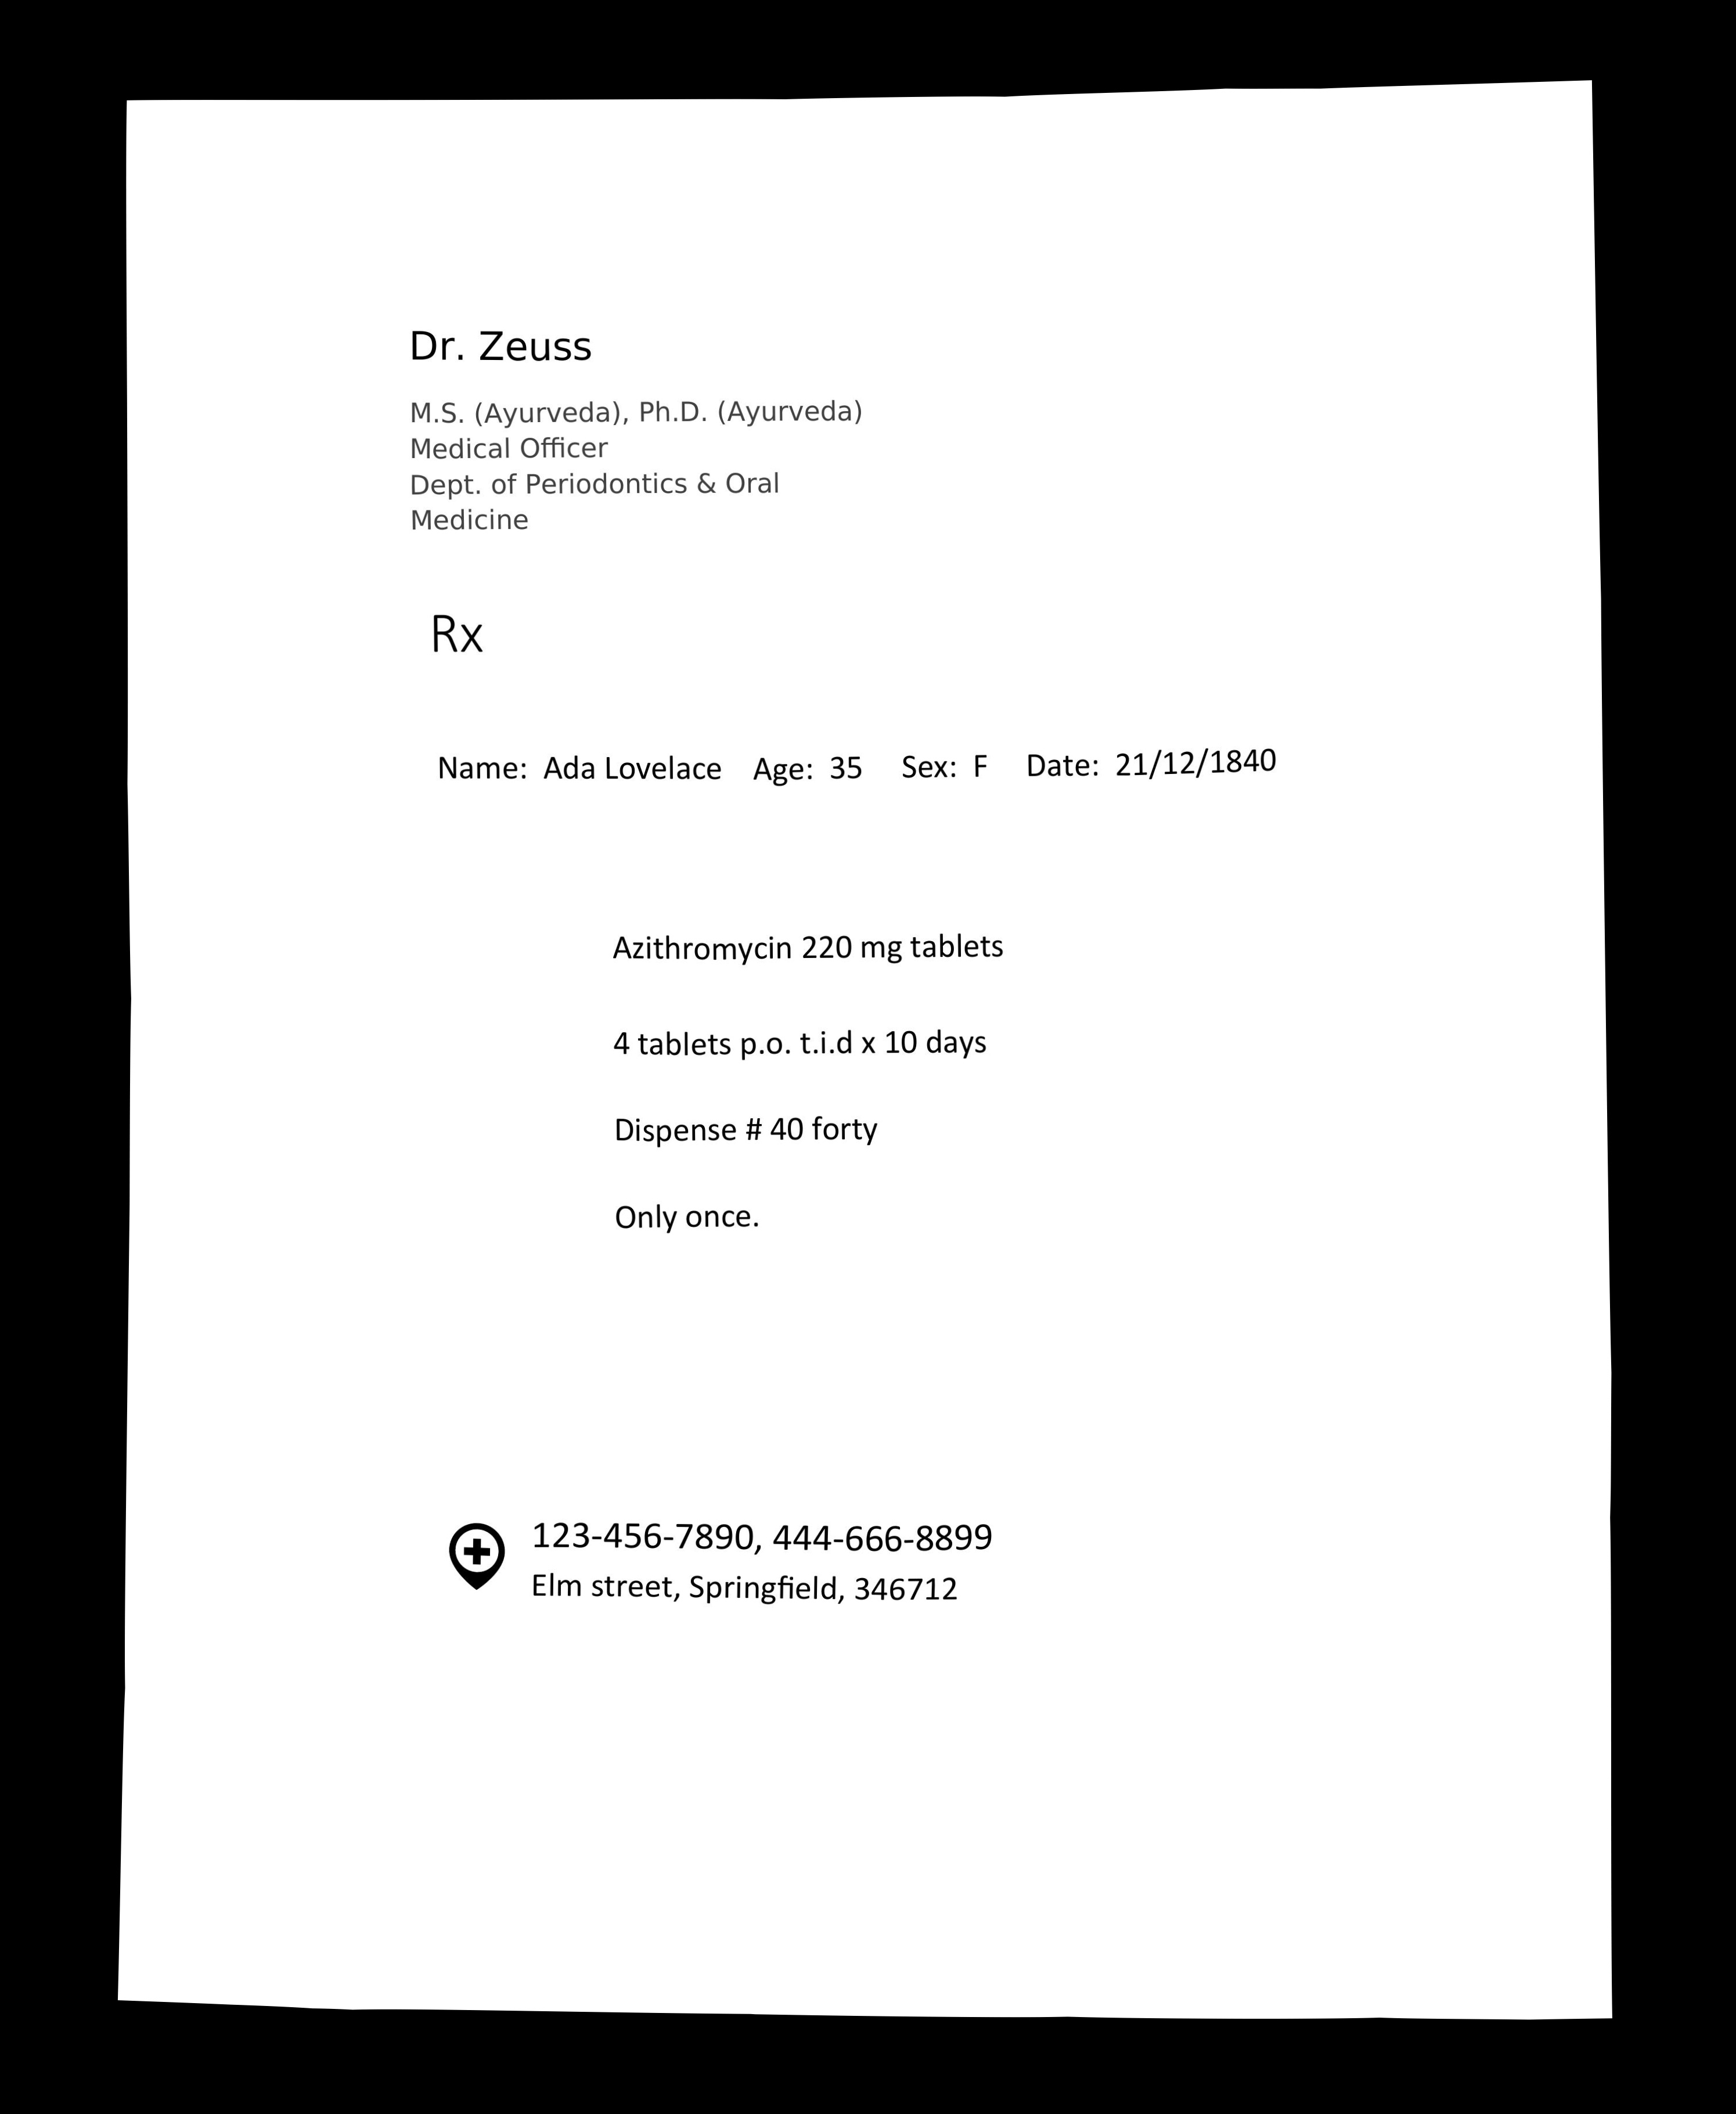 Dr. Zeuss
M.S. (Ayurveda), Ph.D. (Ayurveda)
Medical Officer
Dept. of Periodontics & Oral
Medicine
Rx
Name: Ada Lovelace Age: 35 Sex: F Date: 21/12/1840
Azithromycin 220 mg tablets
4 tablets p.o. t.i.d x 10 days
Dispense # 40 forty
Only once.
123-456-7890, 444-666-8899
Elm street, Springfield, 346712